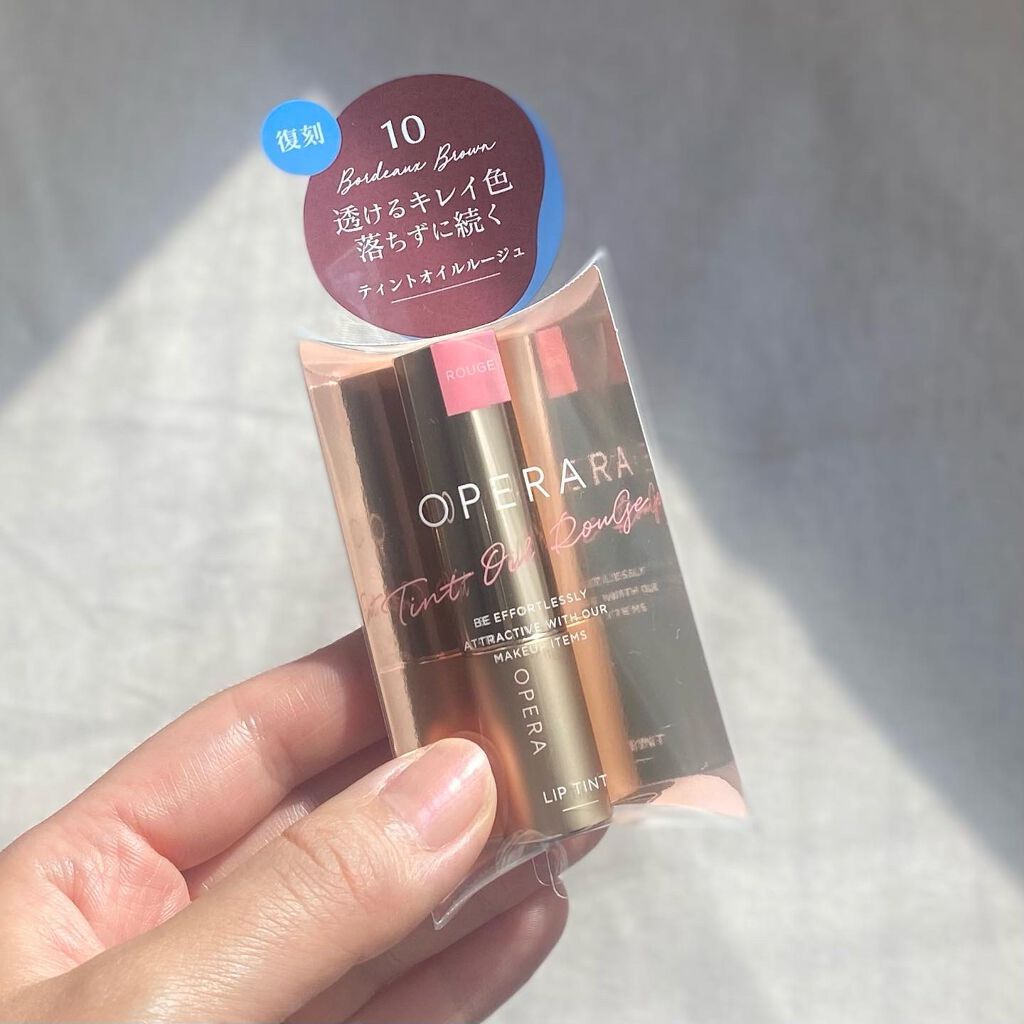 復刻
10
Bordeaux Brown
透けるキレイ色
落ちずに続く
ティントオイルルージュ
ROUGE
OPERA
Tint Oil RouGe
BE EFFORTLESSLY
ATTRACTIVE WITH OUR
MAKEUP ITEMS
OPERA
LIP TINT